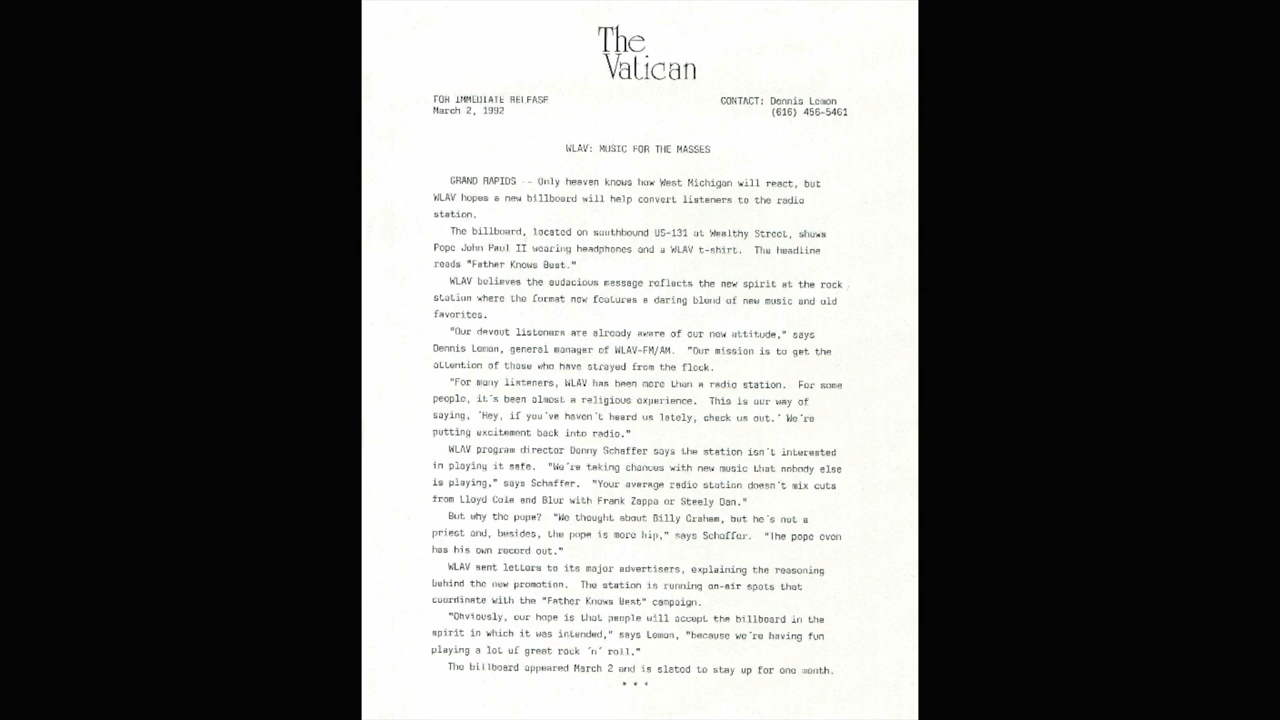 The
Vatican
FOR IMMEDIATE RELEASE
March 2, 1992
CONTACT: Dennis Lemon
(616) 456-5461
WLAV: MUSIC FOR THE MASSES
GRAND RAPIDS -- Only heaven knows how West Michigan will react, but
WLAV hopes a new billboard will help convert listeners to the radio
station.
The billboard, located on southbound US-131 at Wealthy Street, shows
Pope John Paul II wearing headphones and a WLAV t-shirt. The headline
reads "Father Knows Best."
WLAV believes the audacious message reflects the new spirit at the rock
station where the format now features a daring blend of new music and old
favorites.
"Our devout listeners are already aware of our new attitude," says
Dennis Lemon, general manager of WLAV-FM/AM. "Our mission is to get the
attention of those who have strayed from the flock.
"For many listeners, WLAV has been more than a radio station. For some
people, it's been almost a religious experience. This is our way of
saying, 'Hey, if you've haven't heard us lately, check us out.' We're
putting excitement back into radio."
WLAV program director Danny Schaffer says the station isn't interested
in playing it safe. "We're taking chances with new music that nobody else
is playing," says Schaffer. "Your average radio station doesn't mix cuts
from Lloyd Cole and Blur with Frank Zappa or Steely Dan."
But why the pope? "We thought about Billy Graham, but he's not a
priest and, besides, the pope is more hip," says Schaffer. "The pope even
has his own record out."
WLAV sent letters to its major advertisers, explaining the reasoning
behind the new promotion. The station is running on-air spots that
coordinate with the "Father Knows Best" campaign.
"Obviously, our hope is that people will accept the billboard in the
spirit in which it was intended," says Lemon, "because we're having fun
playing a lot of great rock 'n' roll."
The billboard appeared March 2 and is slated to stay up for one month.
* * *